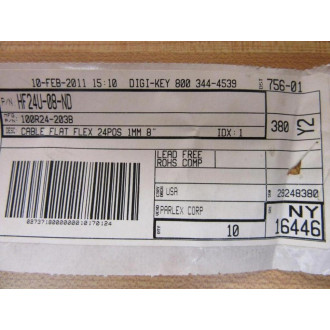 10-FEB-2011 15:10 DIGI-KEY 800 344-4539
756-01
P/N: HF24U-08-ND
MFG P/N: 100R24-203B
380
Y2
CABLE FLAT FLEX 24POS 1MM 8" IDX: 1
LEAD FREE
ROHS COMP
USA
28248380
PARLEX CORP
NY
10
16446